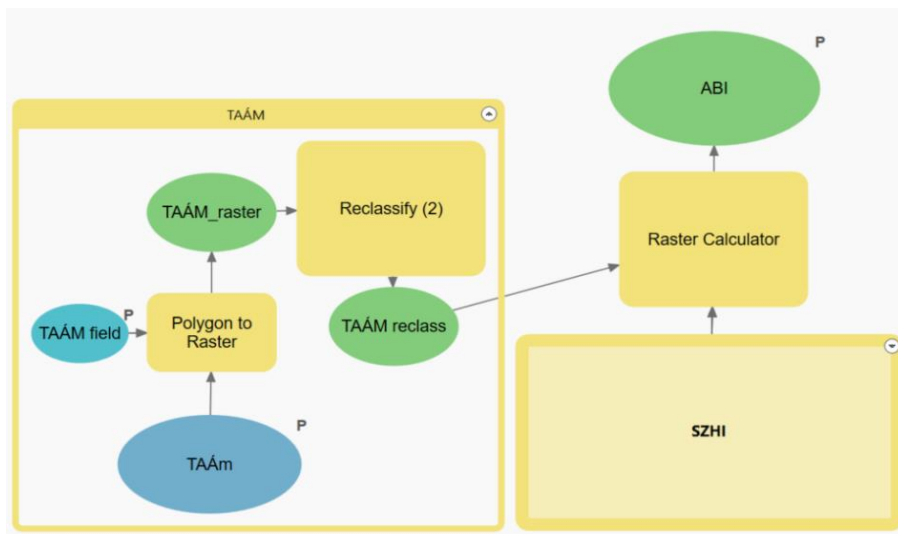 P
ABI
TAÁM
TAÁM_raster
Reclassify (2)
Raster Calculator
P
TAÁM field
Polygon to
Raster
TAÁM reclass
P
TAÁm
SZHI